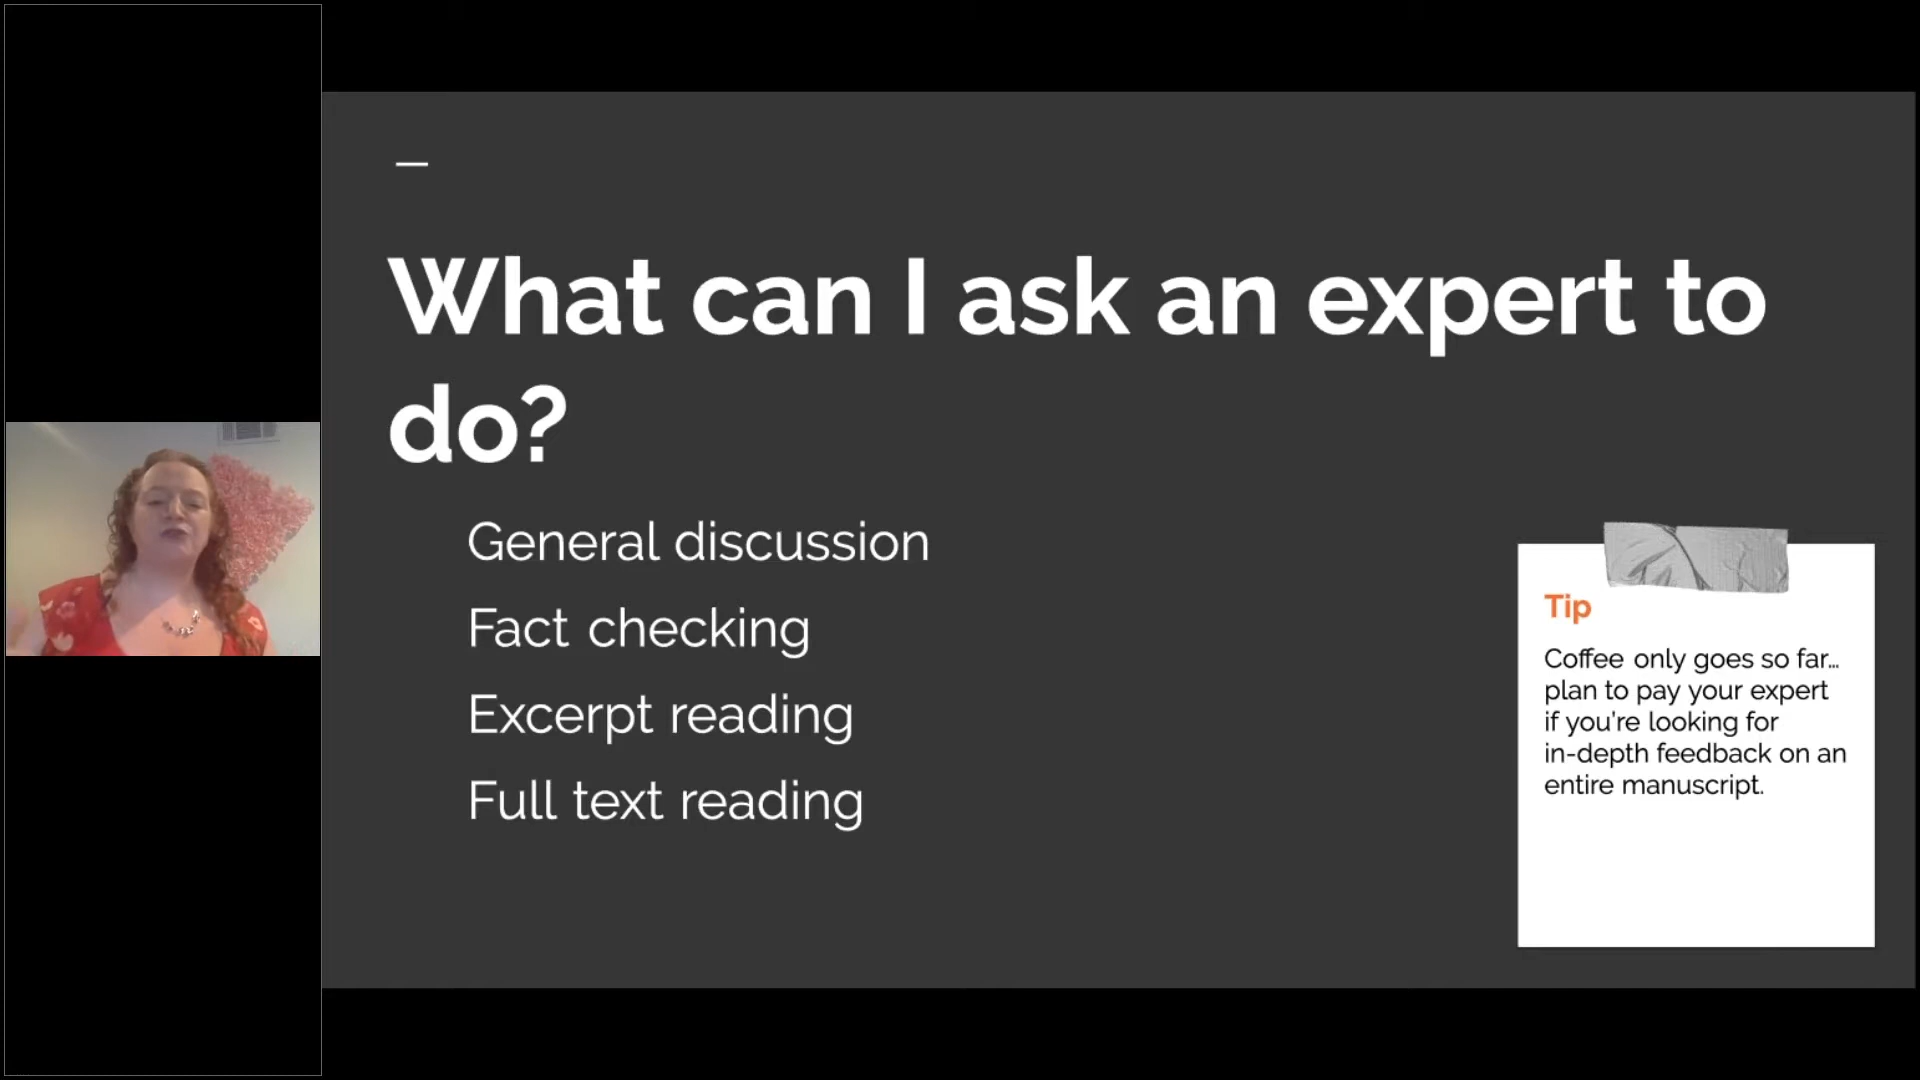 What can I ask an expert to
do?
General discussion
Fact checking
Excerpt reading
Full text reading
Tip
Coffee only goes so far…
plan to pay your expert
if you're looking for
in-depth feedback on an
entire manuscript.